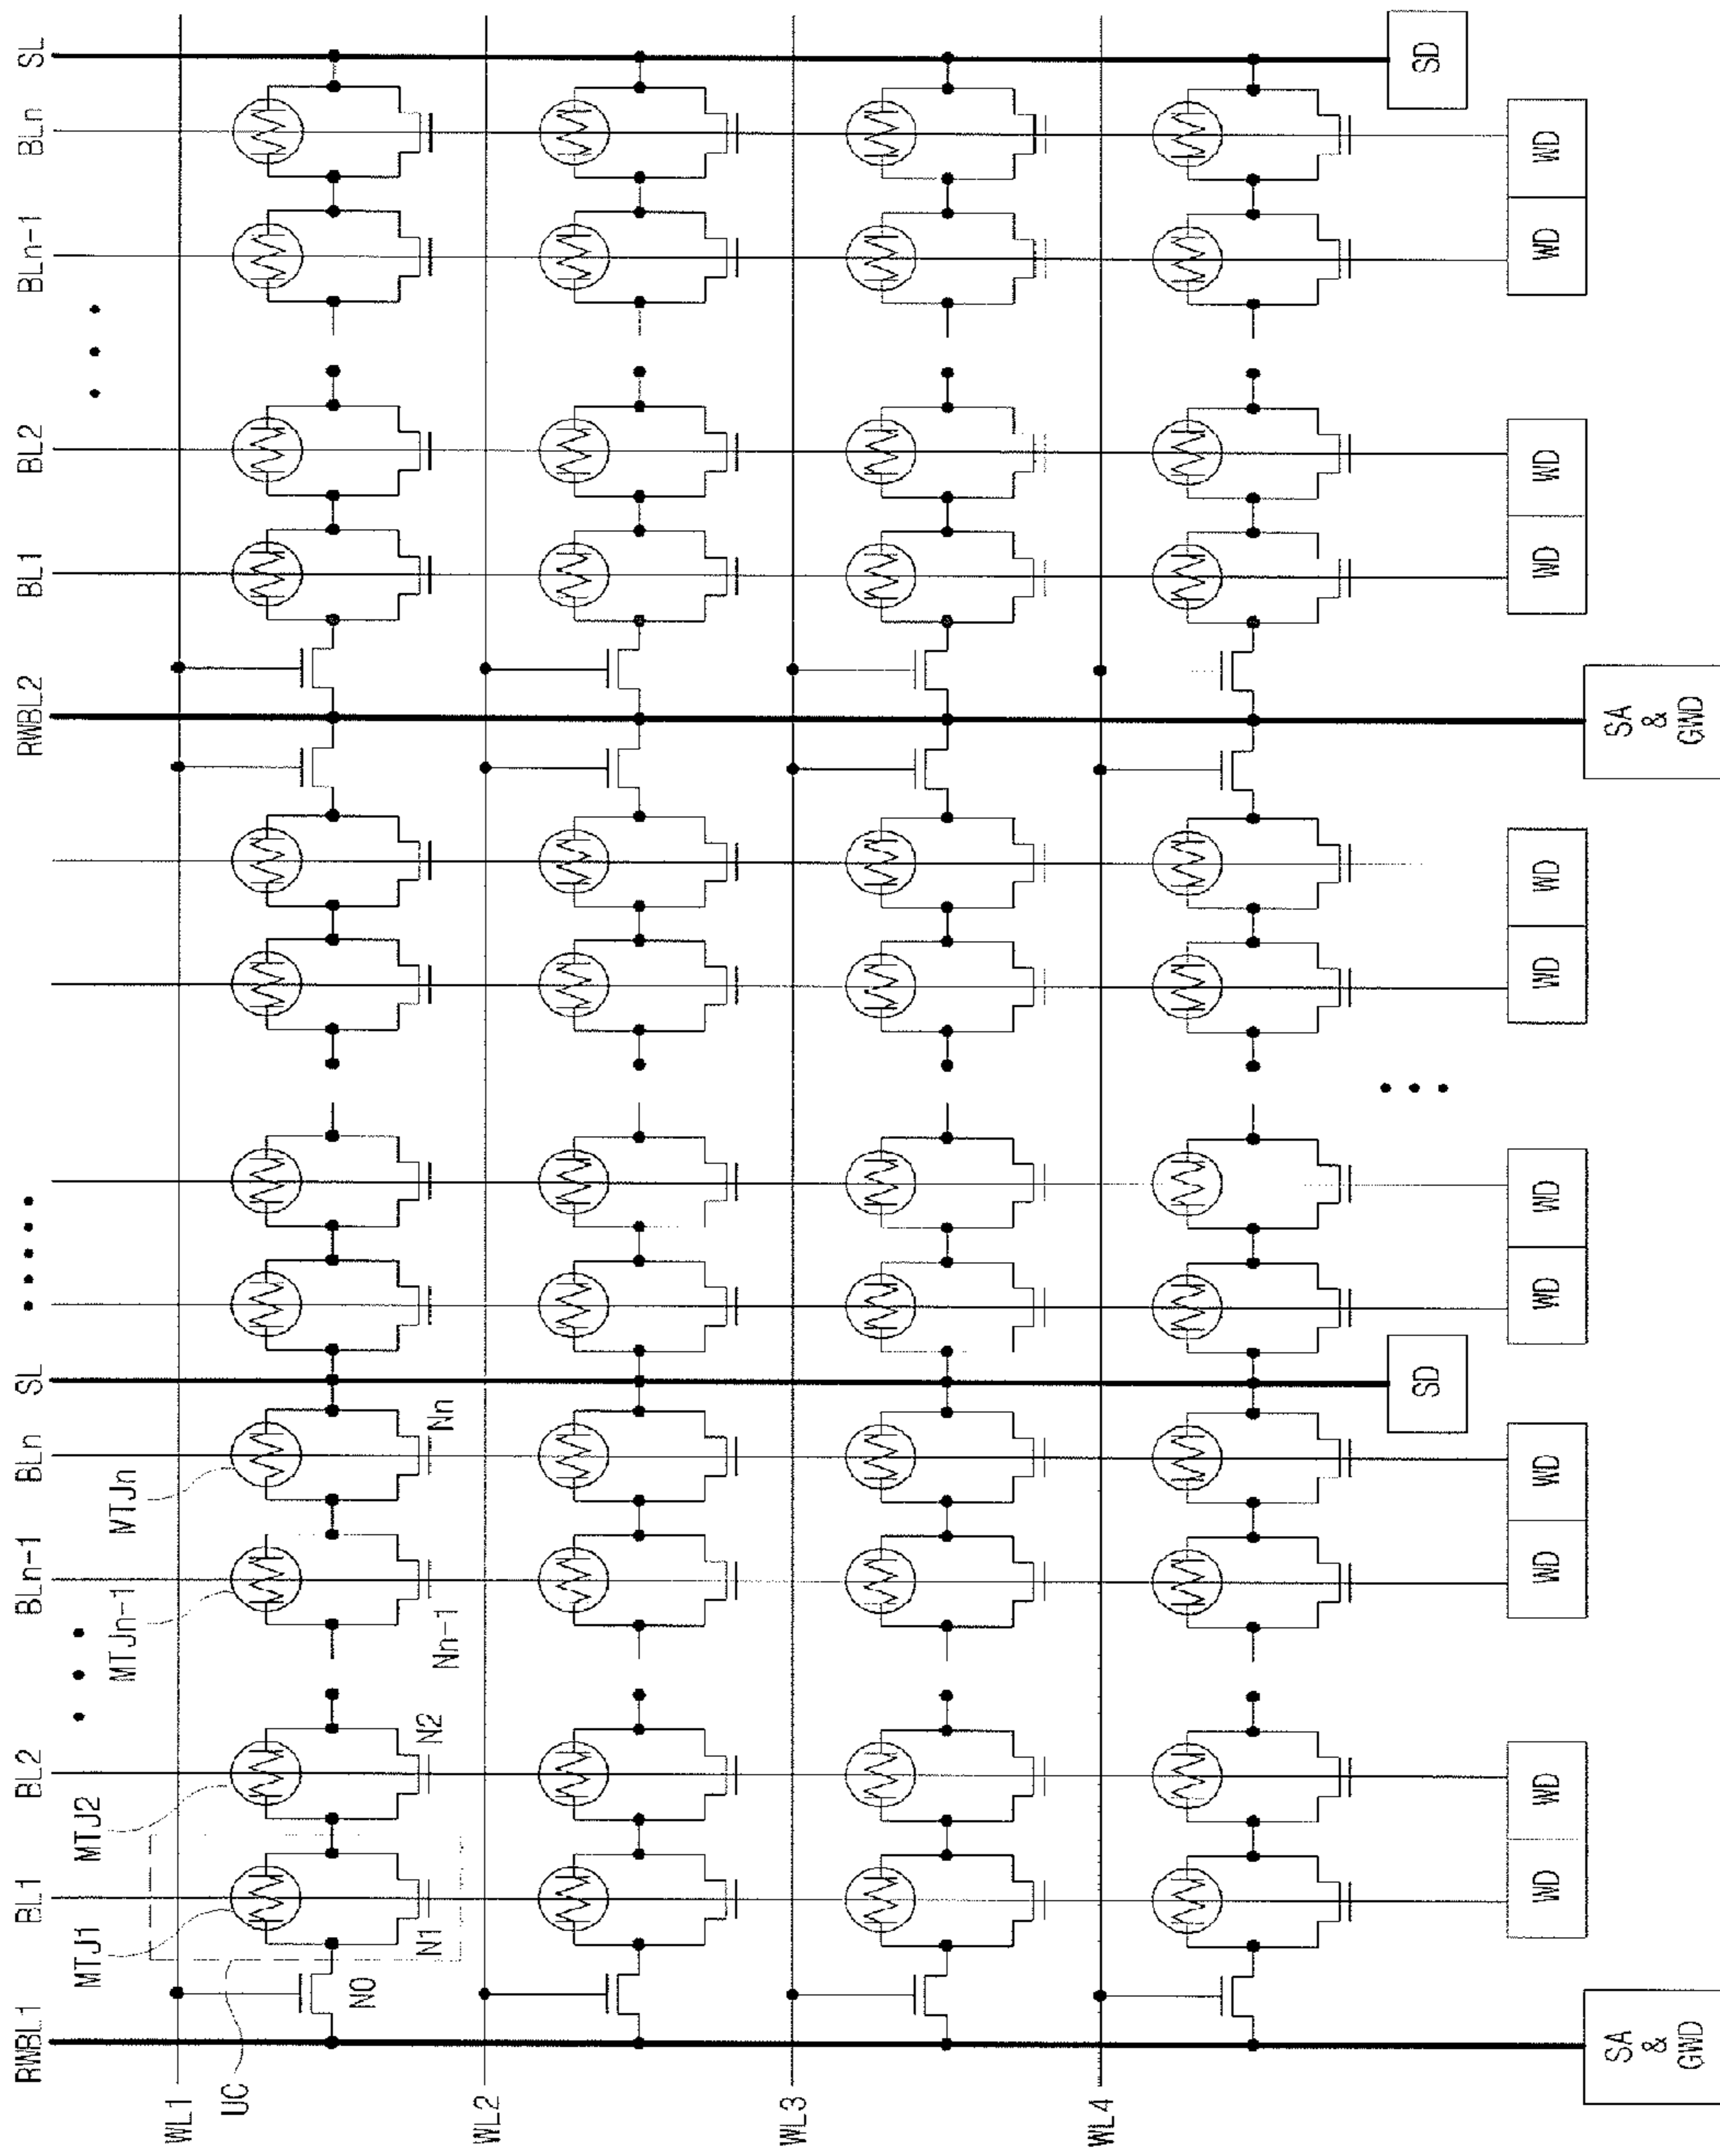 RWBL1 BL1 BL2 BLn-1 BLn SL RWBL2 BL1 BL2 BLn-1 BLn SL
MTJ1 MTJ2 MTJn-1 MTJn
WL1
UC
N0 N1 N2 Nn-1 Nn
WL2
WL3
WL4
SD SD
WD WD WD WD WD WD WD WD WD WD WD WD
SA SA
& &
GWD GWD